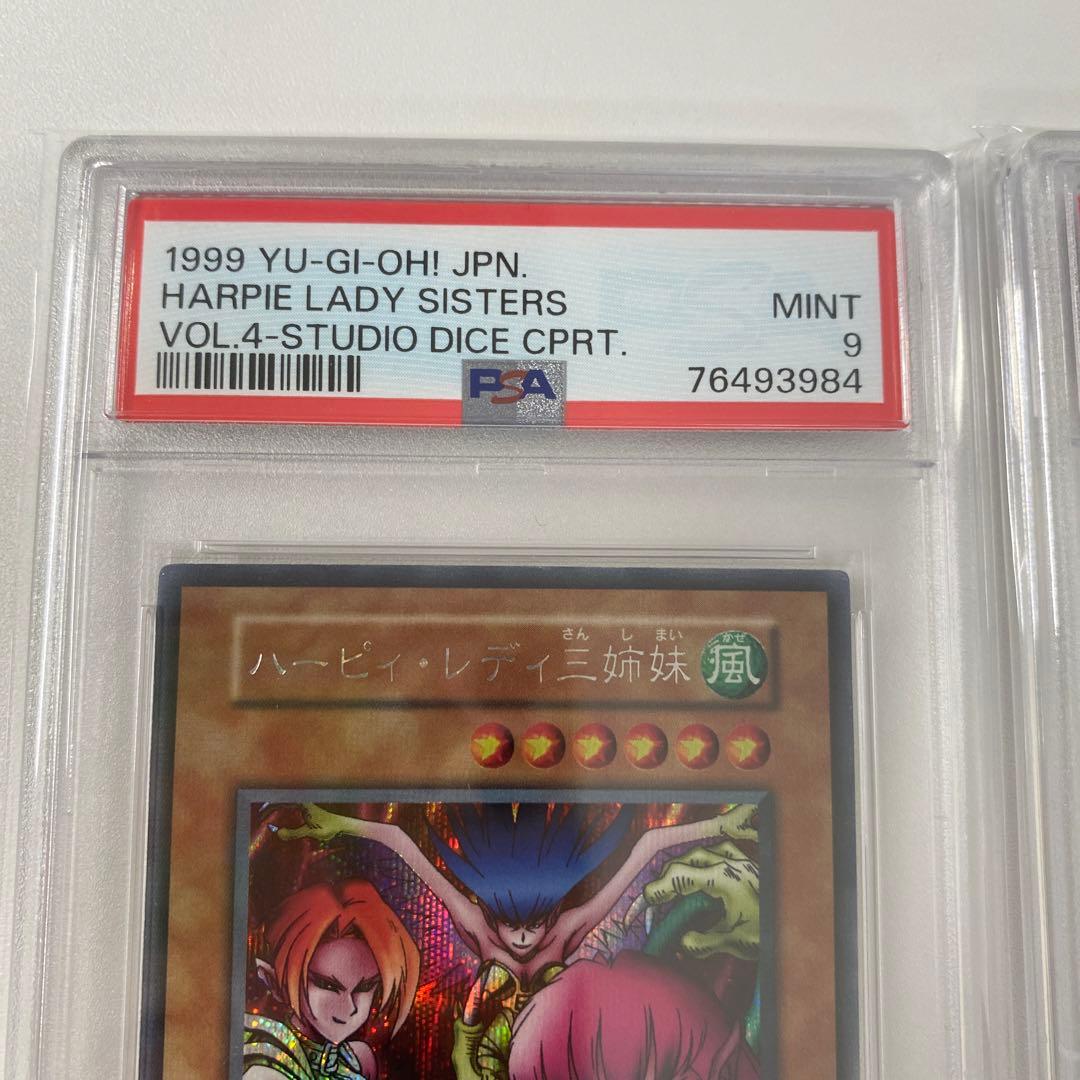 1999 YU-GI-OH! JPN.
HARPIE LADY SISTERS
MINT
VOL.4-STUDIO DICE CPRT.
9
PSA
76493984
さん し まい
ハーピィ・レディ三姉妹
かぜ
風